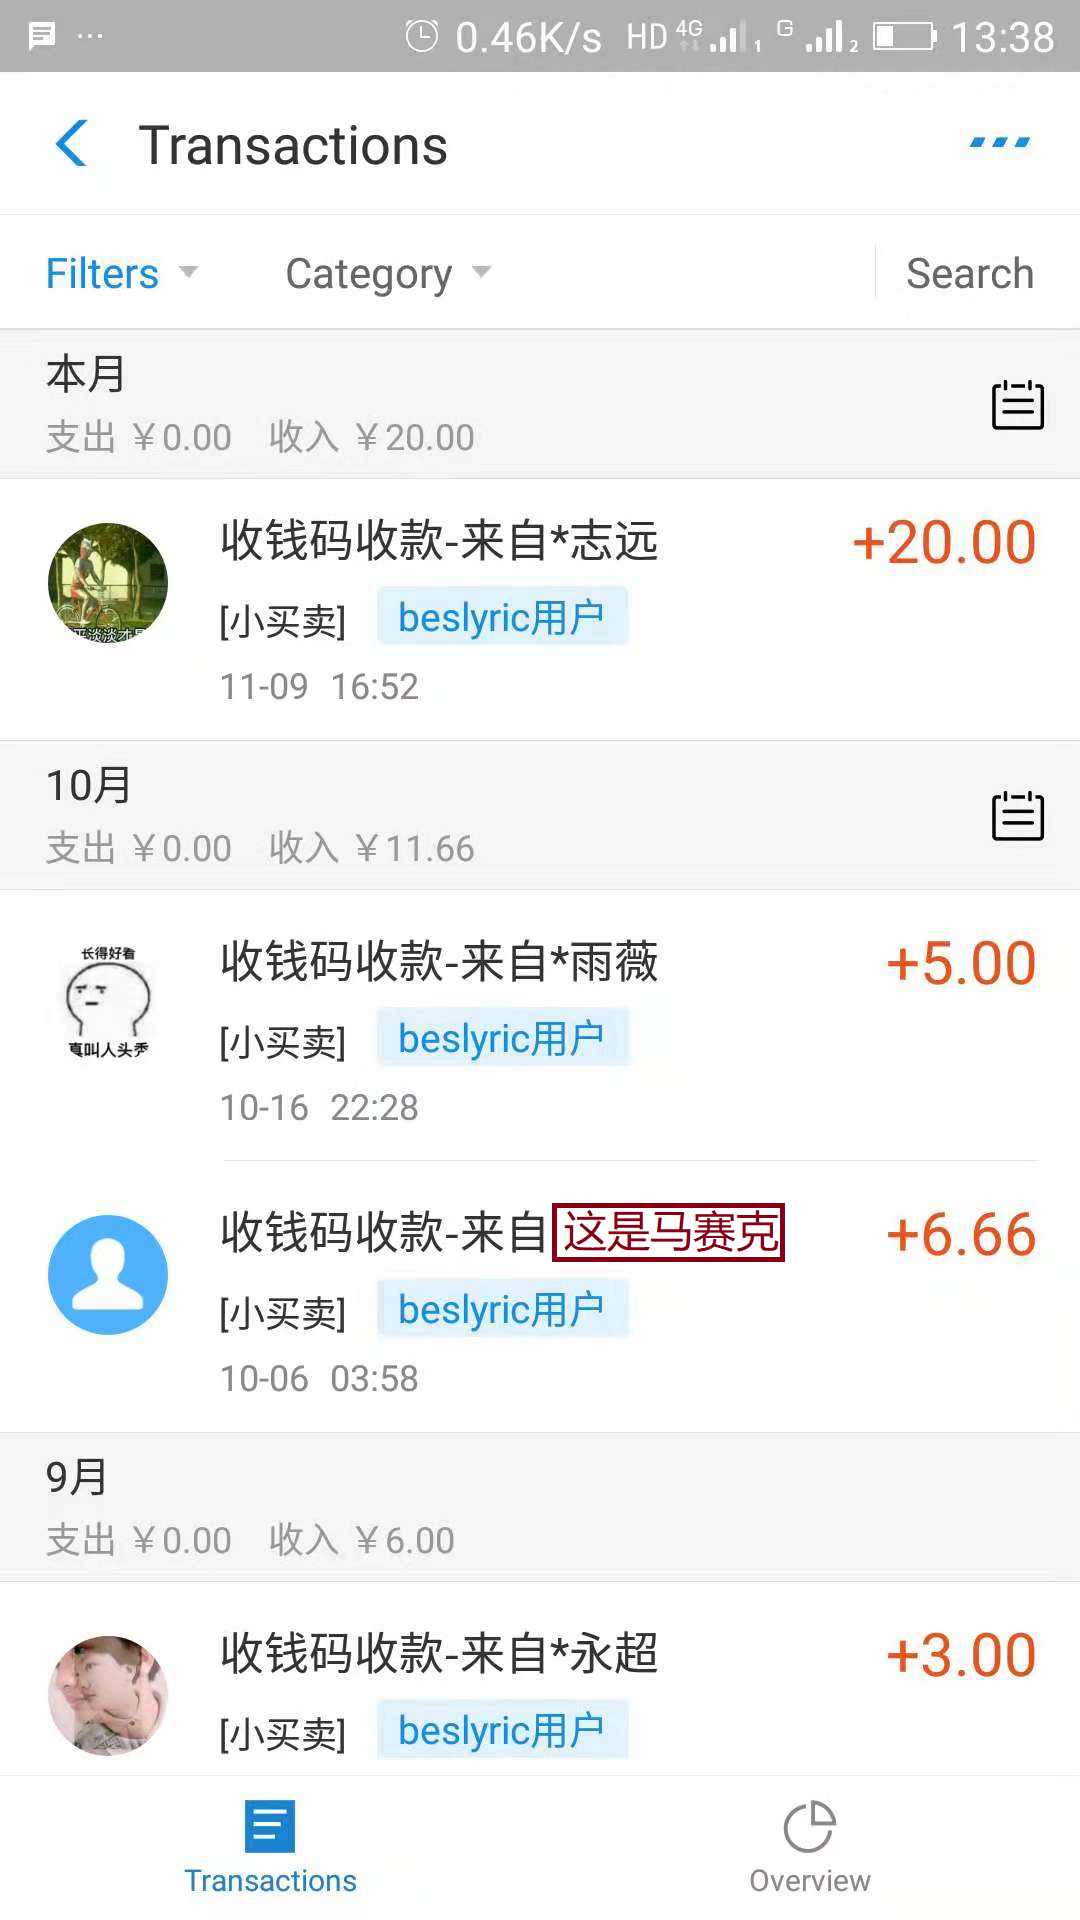 0.46K/s HD 4G 1 G 2 13:38
Transactions
Filters Category Search
本月
支出 ￥0.00 收入 ￥20.00
收钱码收款-来自*志远 +20.00
[小买卖] beslyric用户
11-09 16:52
10月
支出 ￥0.00 收入 ￥11.66
长得好看
收钱码收款-来自*雨薇 +5.00
[小买卖] beslyric用户
真叫人头秃
10-16 22:28
收钱码收款-来自 这是马赛克 +6.66
[小买卖] beslyric用户
10-06 03:58
9月
支出 ￥0.00 收入 ￥6.00
收钱码收款-来自*永超 +3.00
[小买卖] beslyric用户
Transactions Overview